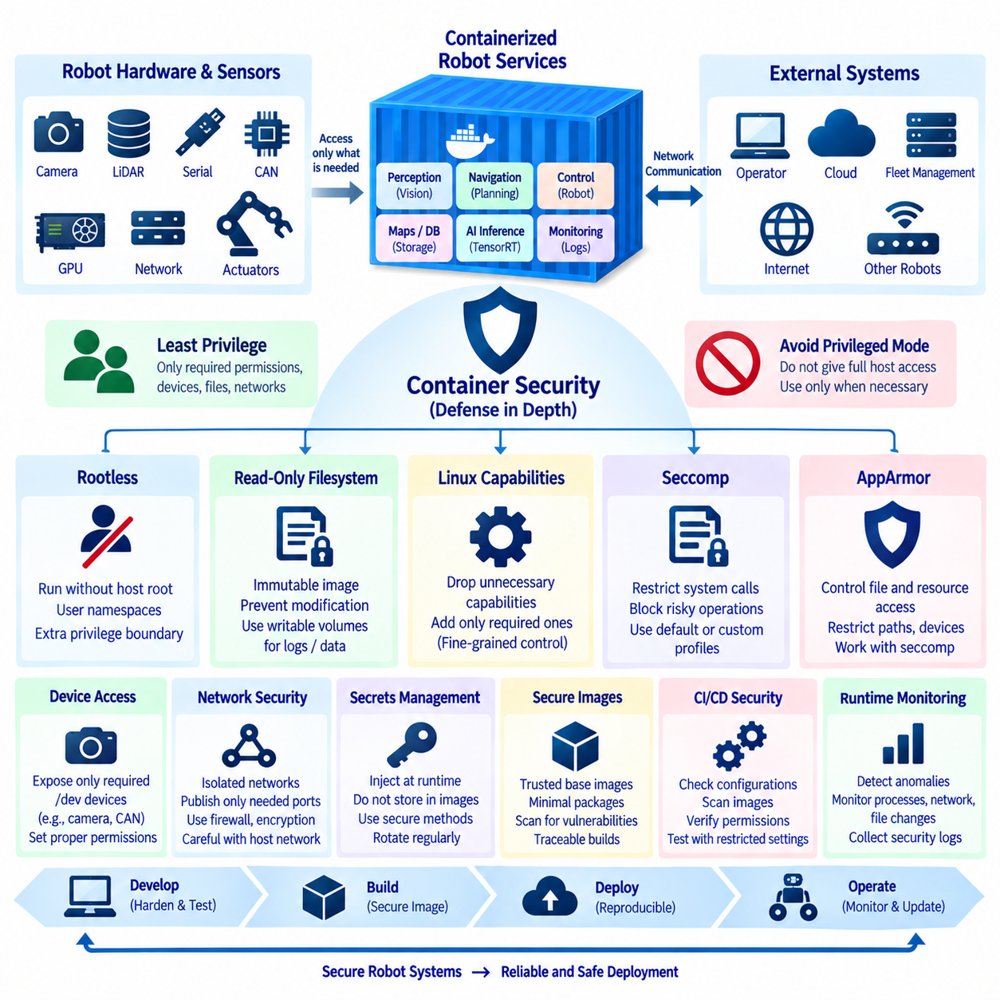 Containerized
Robot Services
Robot Hardware & Sensors
Camera
LiDAR
Serial
CAN
GPU
Network
Actuators
Access
only what
is needed
Perception
(Vision)
Navigation
(Planning)
Control
(Robot)
Maps / DB
(Storage)
AI Inference
(TensorRT)
Monitoring
(Logs)
Network
Communication
External Systems
Operator
Cloud
Fleet Management
Internet
Other Robots
Least Privilege
Only required permissions,
devices, files, networks
Container Security
(Defense in Depth)
Avoid Privileged Mode
Do not give full host access
Use only when necessary
Rootless
Run without host root
User namespaces
Extra privilege boundary
Read-Only Filesystem
Immutable image
Prevent modification
Use writable volumes
for logs / data
Linux Capabilities
Drop unnecessary
capabilities
Add only required ones
(Fine-grained control)
Seccomp
Restrict system calls
Block risky operations
Use default or custom
profiles
AppArmor
Control file and resource
access
Restrict paths, devices
Work with seccomp
Device Access
Expose only required
/dev devices
(e.g., camera, CAN)
Set proper permissions
Network Security
Isolated networks
Publish only needed ports
Use firewall, encryption
Careful with host network
Secrets Management
Inject at runtime
Do not store in images
Use secure methods
Rotate regularly
Secure Images
Trusted base images
Minimal packages
Scan for vulnerabilities
Traceable builds
CI/CD Security
Check configurations
Scan images
Verify permissions
Test with restricted settings
Runtime Monitoring
Detect anomalies
Monitor processes, network,
file changes
Collect security logs
Develop
(Harden & Test)
Build
(Secure Image)
Deploy
(Reproducible)
Operate
(Monitor & Update)
Secure Robot Systems → Reliable and Safe Deployment